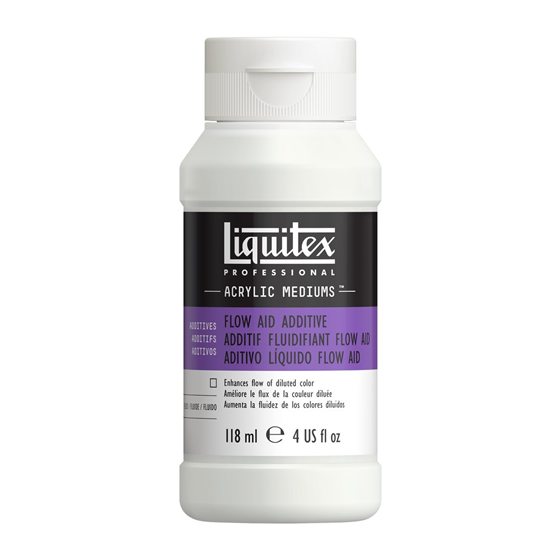 Liquitex
PROFESSIONAL
ACRYLIC MEDIUMS™
ADDITIVES
ADDITIFS
ADITIVOS
FLOW AID ADDITIVE
ADDITIF FLUIDIFIANT FLOW AID
ADITIVO LÍQUIDO FLOW AID
Enhances flow of diluted color
Améliore le flux de la couleur diluée
Aumenta la fluidez de los colores diluidos
/ FLUIDE / FLUIDO
118 ml ℮ 4 US fl oz